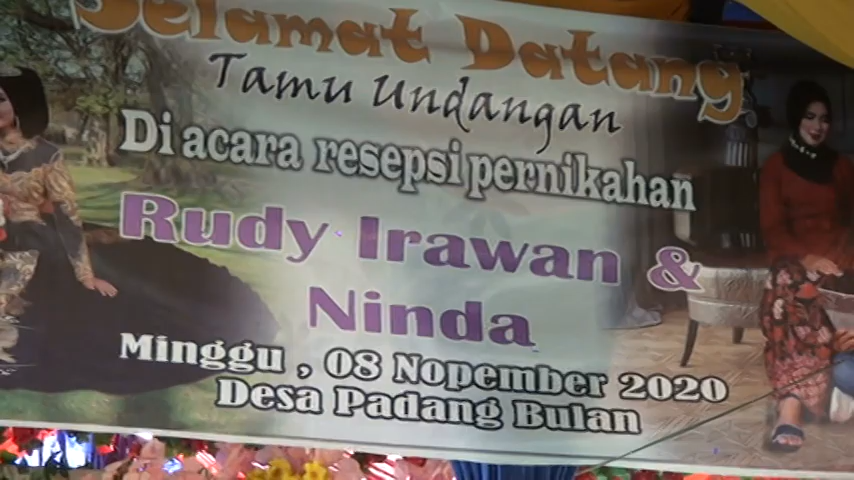 Selamat Datang
Tamu Undangan
Di acara resepsi pernikahan
Rudy Irawan &
Ninda
Minggu , 08 Nopember 2020
Desa Padang Bulan